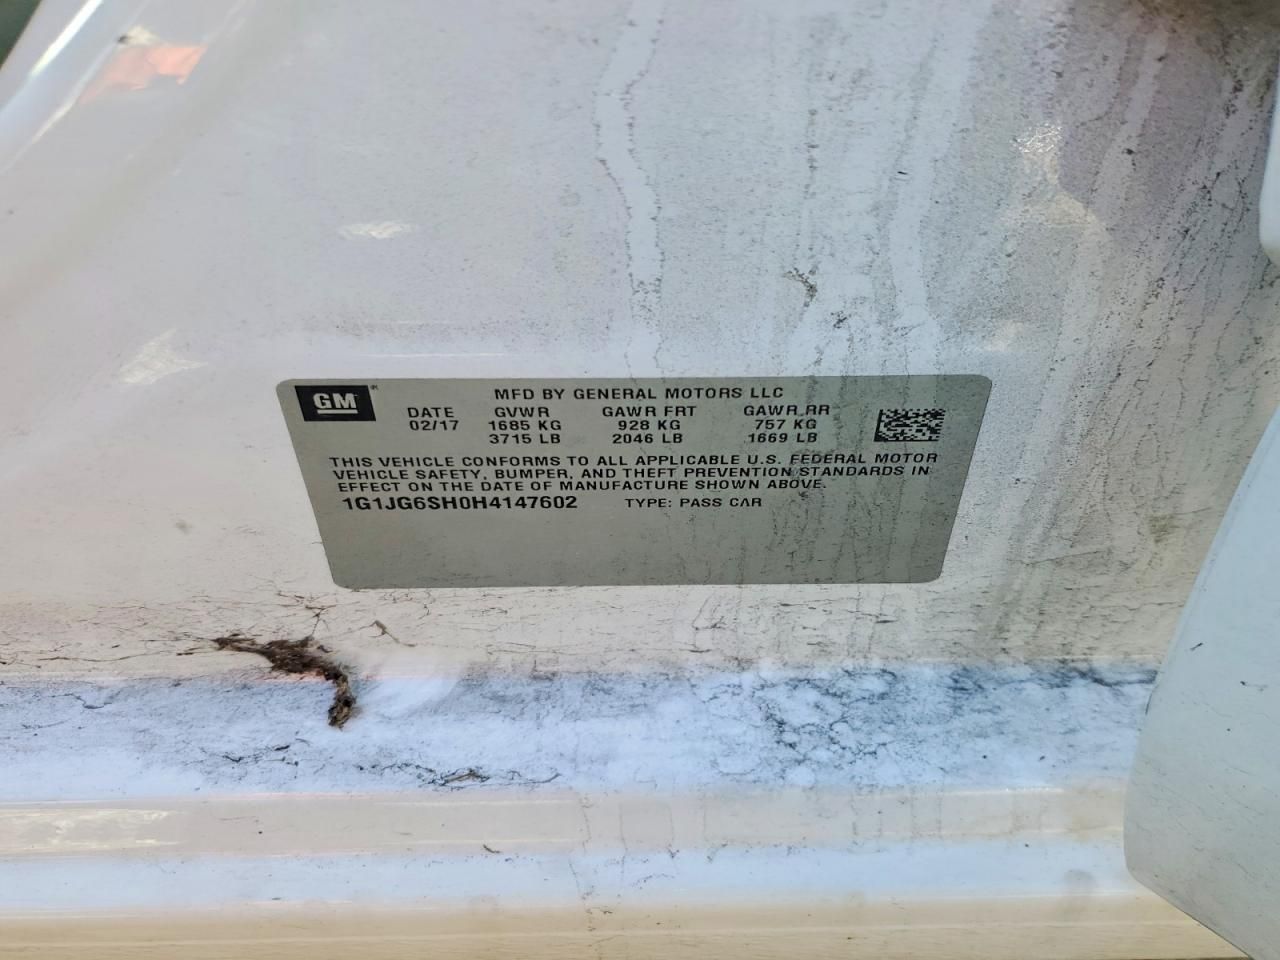 GM
MFD BY GENERAL MOTORS LLC
DATE GVWR GAWR FRT GAWR RR
02/17 1685 KG 928 KG 757 KG
3715 LB 2046 LB 1669 LB
THIS VEHICLE CONFORMS TO ALL APPLICABLE U.S. FEDERAL MOTOR
VEHICLE SAFETY, BUMPER, AND THEFT PREVENTION STANDARDS IN
EFFECT ON THE DATE OF MANUFACTURE SHOWN ABOVE.
1G1JG6SH0H4147602 TYPE: PASS CAR